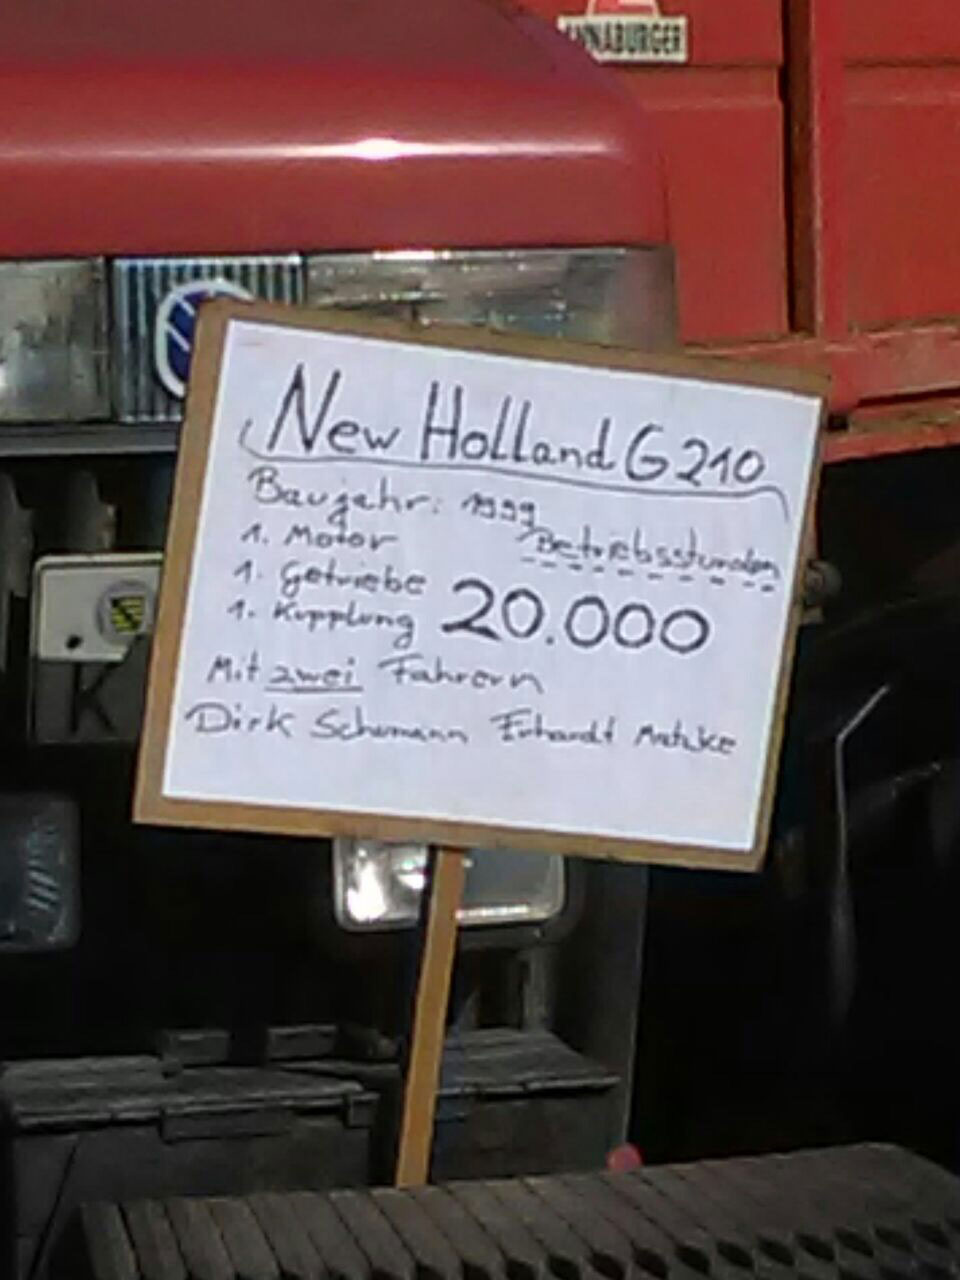 NNABURGER
New Holland G210
Baujahr: 1999
1. Motor
Betriebsstunden
1. Getriebe
20.000
1. Kupplung
Mit zwei Fahrern
Dirk Schumann Erhardt Matzke
K